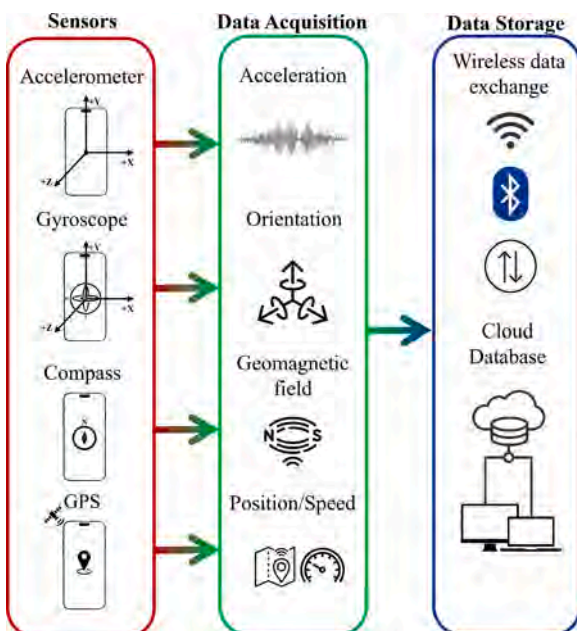 Sensors
Accelerometer
+Y
+X
+Z
Gyroscope
+Y
+X
+Z
Compass
N
GPS
Data Acquisition
Acceleration
Orientation
Geomagnetic
field
N S
Position/Speed
Data Storage
Wireless data
exchange
Cloud
Database